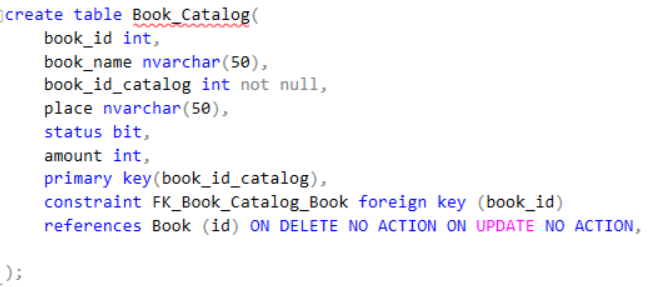 create table Book_Catalog(
book_id int,
book_name nvarchar(50),
book_id_catalog int not null,
place nvarchar(50),
status bit,
amount int,
primary key(book_id_catalog),
constraint FK_Book_Catalog_Book foreign key (book_id)
references Book (id) ON DELETE NO ACTION ON UPDATE NO ACTION,
);